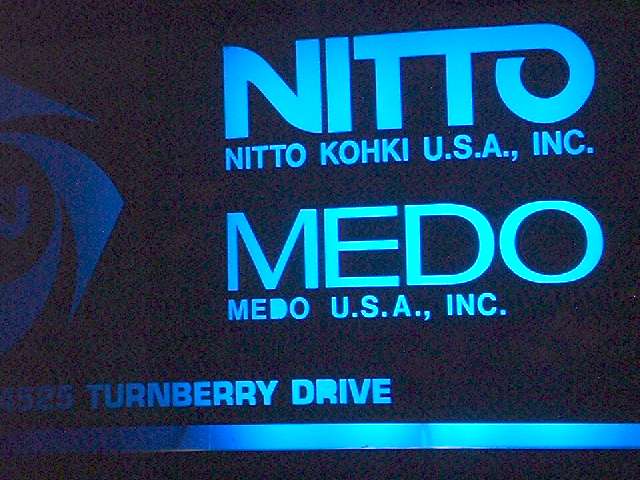 NITTO
NITTO KOHKI U.S.A., INC.
MEDO
MEDO U.S.A., INC.
TURNBERRY DRIVE